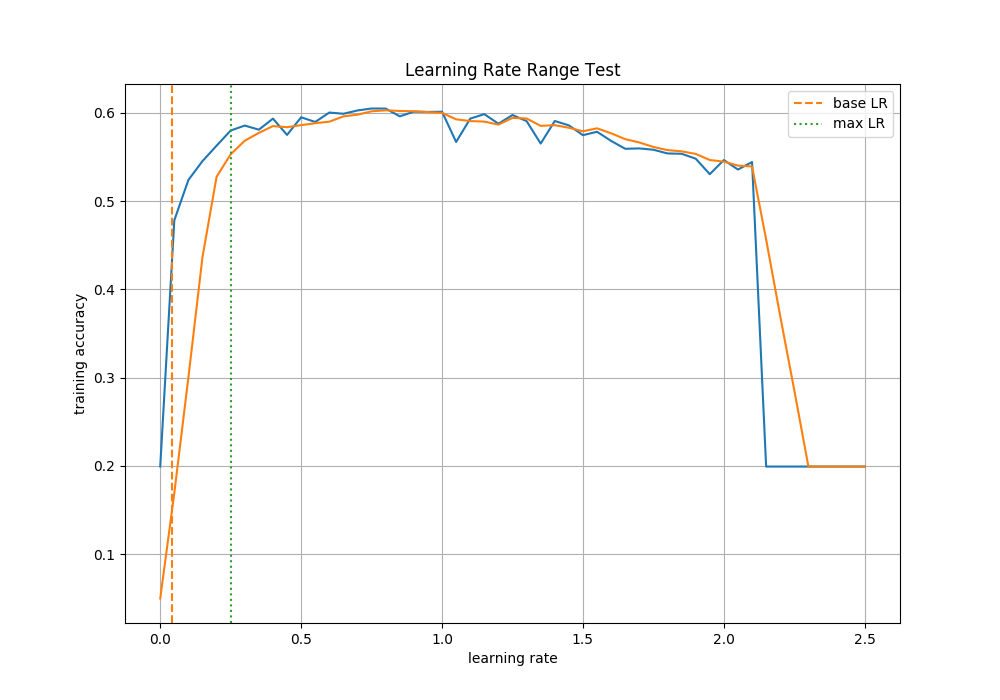 Learning Rate Range Test
base LR
max LR
0.6
0.5
0.4
0.3
0.2
0.1
training accuracy
0.0 0.5 1.0 1.5 2.0 2.5
learning rate